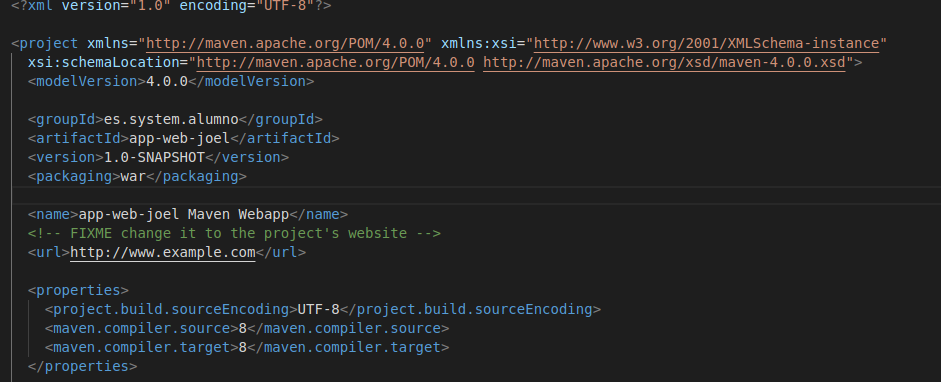 <?xml version="1.0" encoding="UTF-8"?>
<project xmlns="http://maven.apache.org/POM/4.0.0" xmlns:xsi="http://www.w3.org/2001/XMLSchema-instance"
xsi:schemaLocation="http://maven.apache.org/POM/4.0.0 http://maven.apache.org/xsd/maven-4.0.0.xsd">
<modelVersion>4.0.0</modelVersion>
<groupId>es.system.alumno</groupId>
<artifactId>app-web-joel</artifactId>
<version>1.0-SNAPSHOT</version>
<packaging>war</packaging>
<name>app-web-joel Maven Webapp</name>
<!-- FIXME change it to the project's website -->
<url>http://www.example.com</url>
<properties>
<project.build.sourceEncoding>UTF-8</project.build.sourceEncoding>
<maven.compiler.source>8</maven.compiler.source>
<maven.compiler.target>8</maven.compiler.target>
</properties>